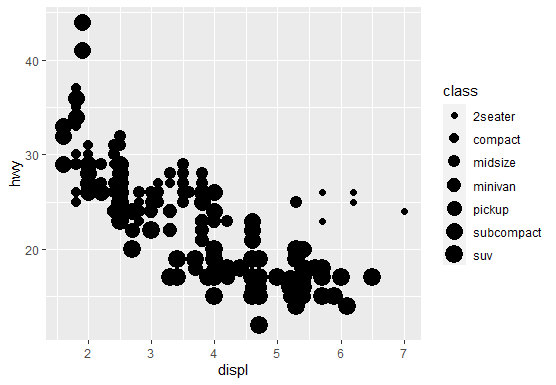 40
30
20
hwy
2 3 4 5 6 7
displ
class
2seater
compact
midsize
minivan
pickup
subcompact
suv